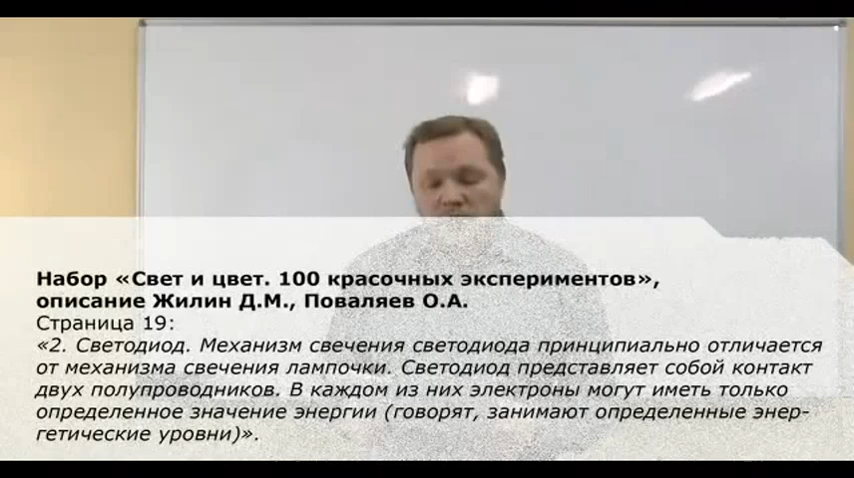 Набор «Свет и цвет. 100 красочных экспериментов»,
описание Жилин Д.М., Поваляев О.А.
Страница 19:
«2. Светодиод. Механизм свечения светодиода принципиально отличается
от механизма свечения лампочки. Светодиод представляет собой контакт
двух полупроводников. В каждом из них электроны могут иметь только
определенное значение энергии (говорят, занимают определенные энер-
гетические уровни)».